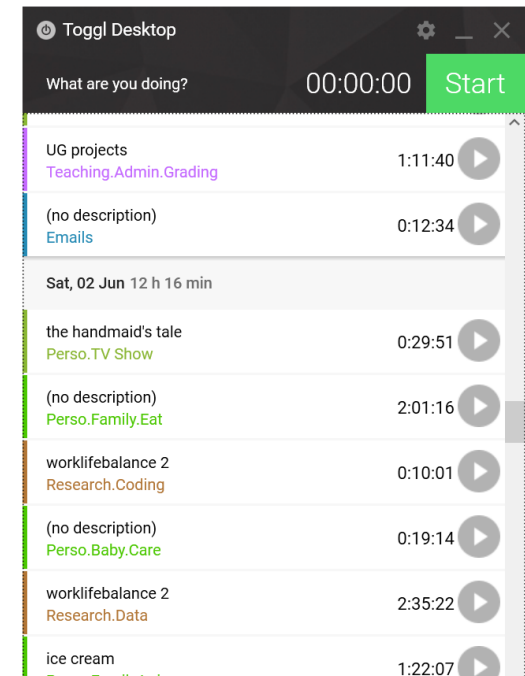 Toggl Desktop
What are you doing?
00:00:00
Start
UG projects
1:11:40
Teaching.Admin.Grading
(no description)
0:12:34
Emails
Sat, 02 Jun 12 h 16 min
the handmaid's tale
0:29:51
Perso.TV Show
(no description)
2:01:16
Perso.Family.Eat
worklifebalance 2
0:10:01
Research.Coding
(no description)
0:19:14
Perso.Baby.Care
worklifebalance 2
2:35:22
Research.Data
ice cream
1:22:07